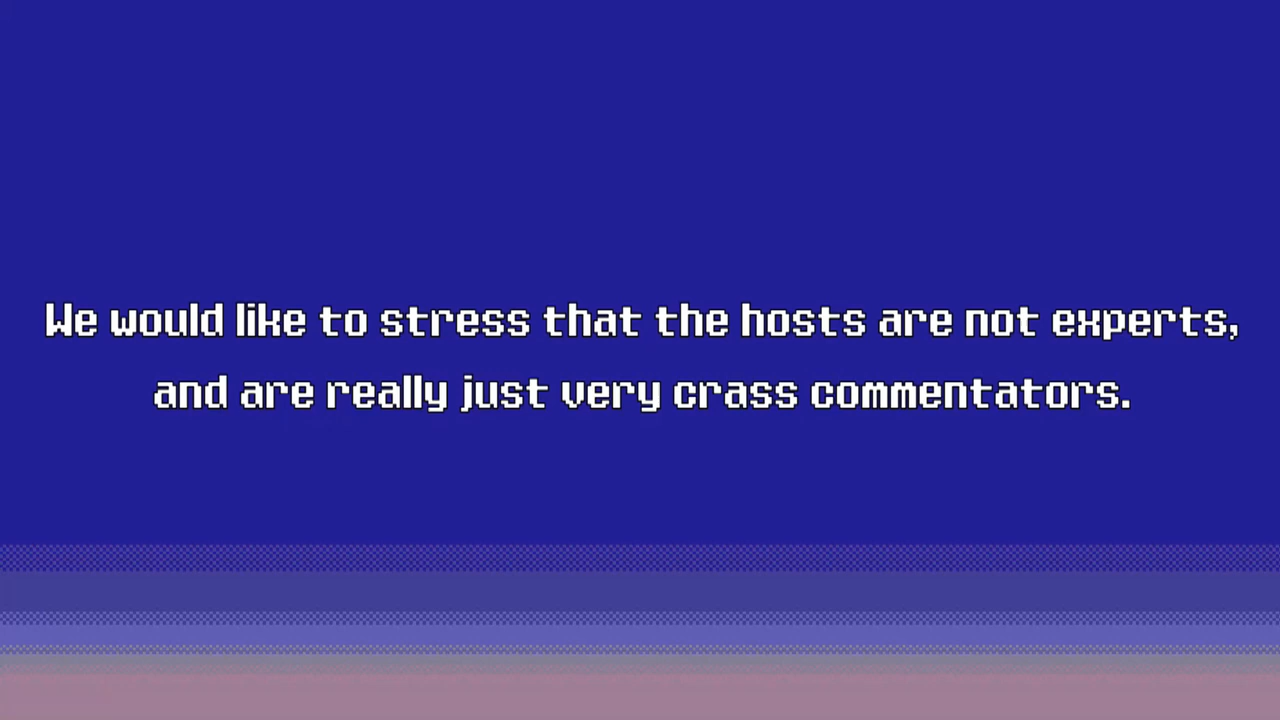 We would like to stress that the hosts are not experts,
and are really just very crass commentators.